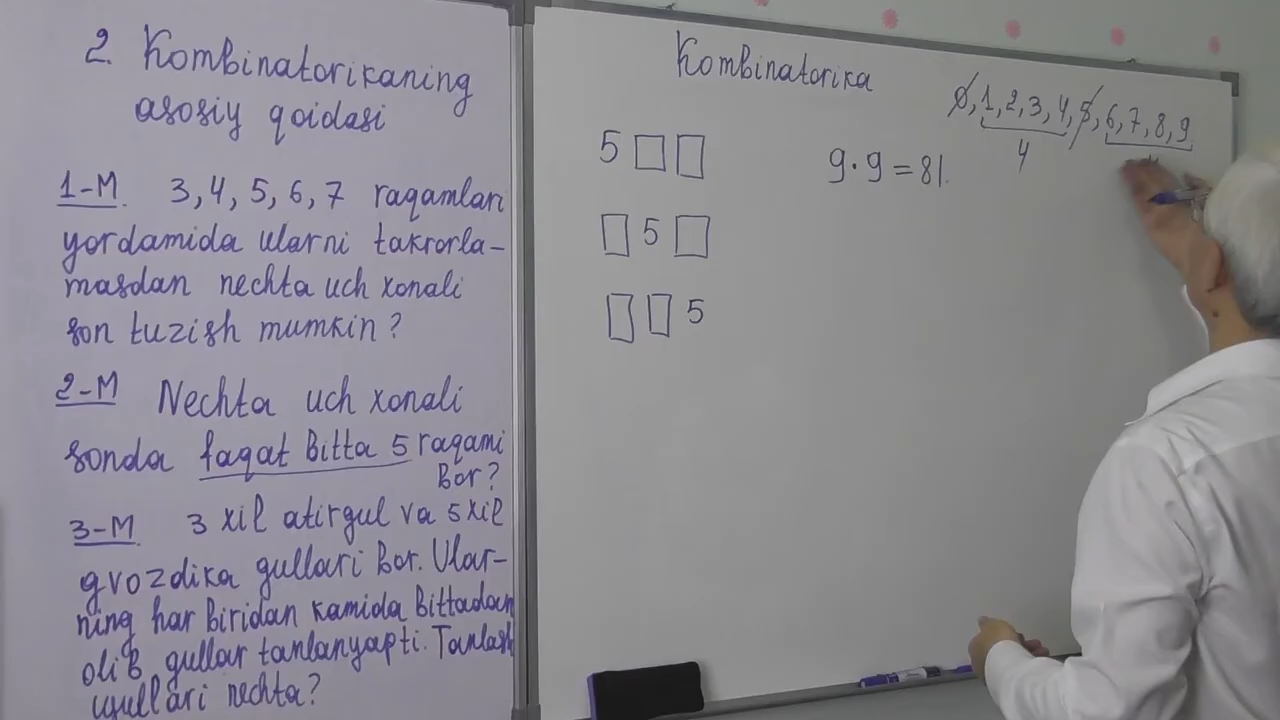 2. Kombinatorikaning
asosiy qoidasi
1-M. 3, 4, 5, 6, 7 raqamlari
yordamida ularni takrorla-
masdan nechta uch xonali
son tuzish mumkin?
2-M Nechta uch xonali
sonda faqat bitta 5 raqami
bor?
3-M. 3 xil atirgul va 5 xil
gvozdika gullari bor. Ular-
ning har biridan kamida bittadan
olib gullar tanlanyapti. Tanlash
usullari nechta?
Kombinatorika
0, 1, 2, 3, 4, 5, 6, 7, 8, 9
4
5 □ □
9 · 9 = 81.
□ 5 □
□ □ 5